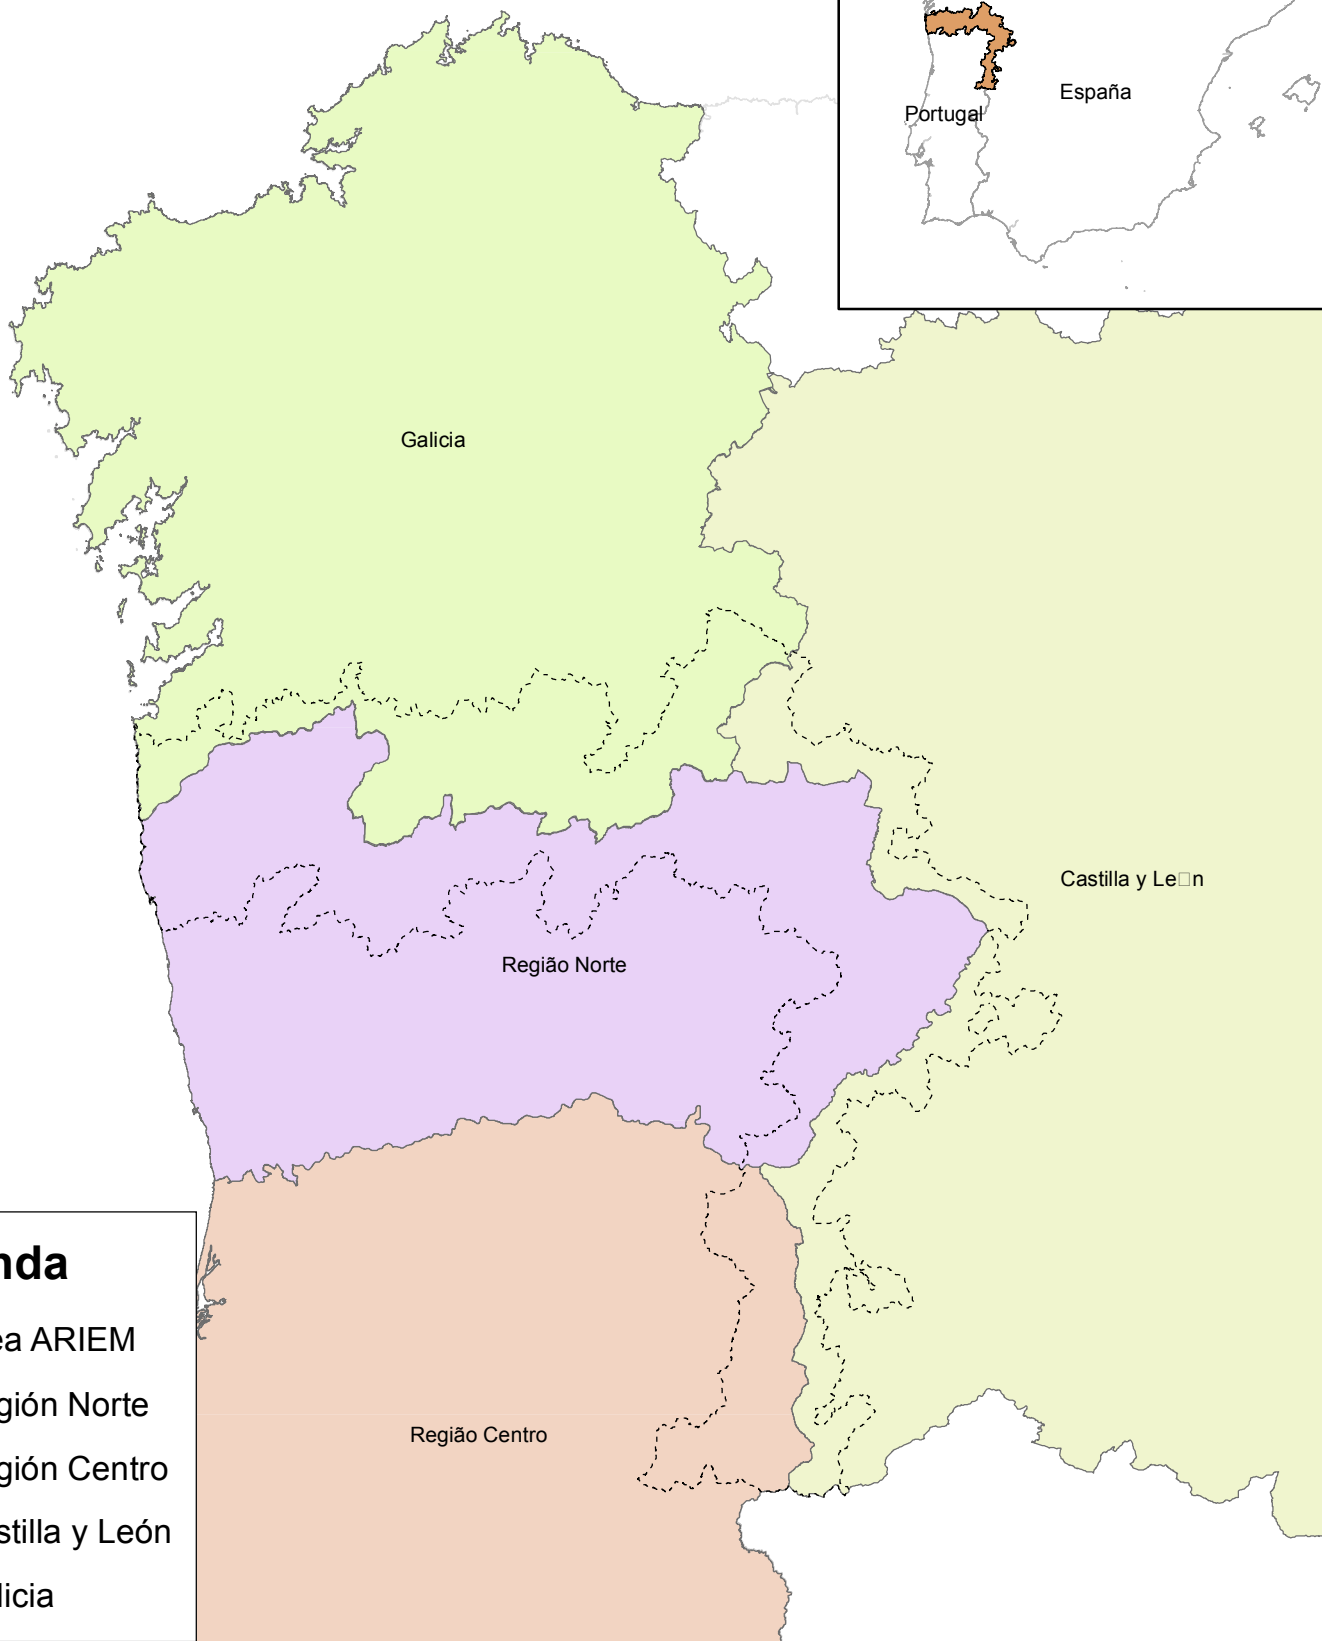 España
Portugal
Galicia
Castilla y Le□n
Região Norte
Região Centro
nda
ea ARIEM
gión Norte
gión Centro
stilla y León
licia